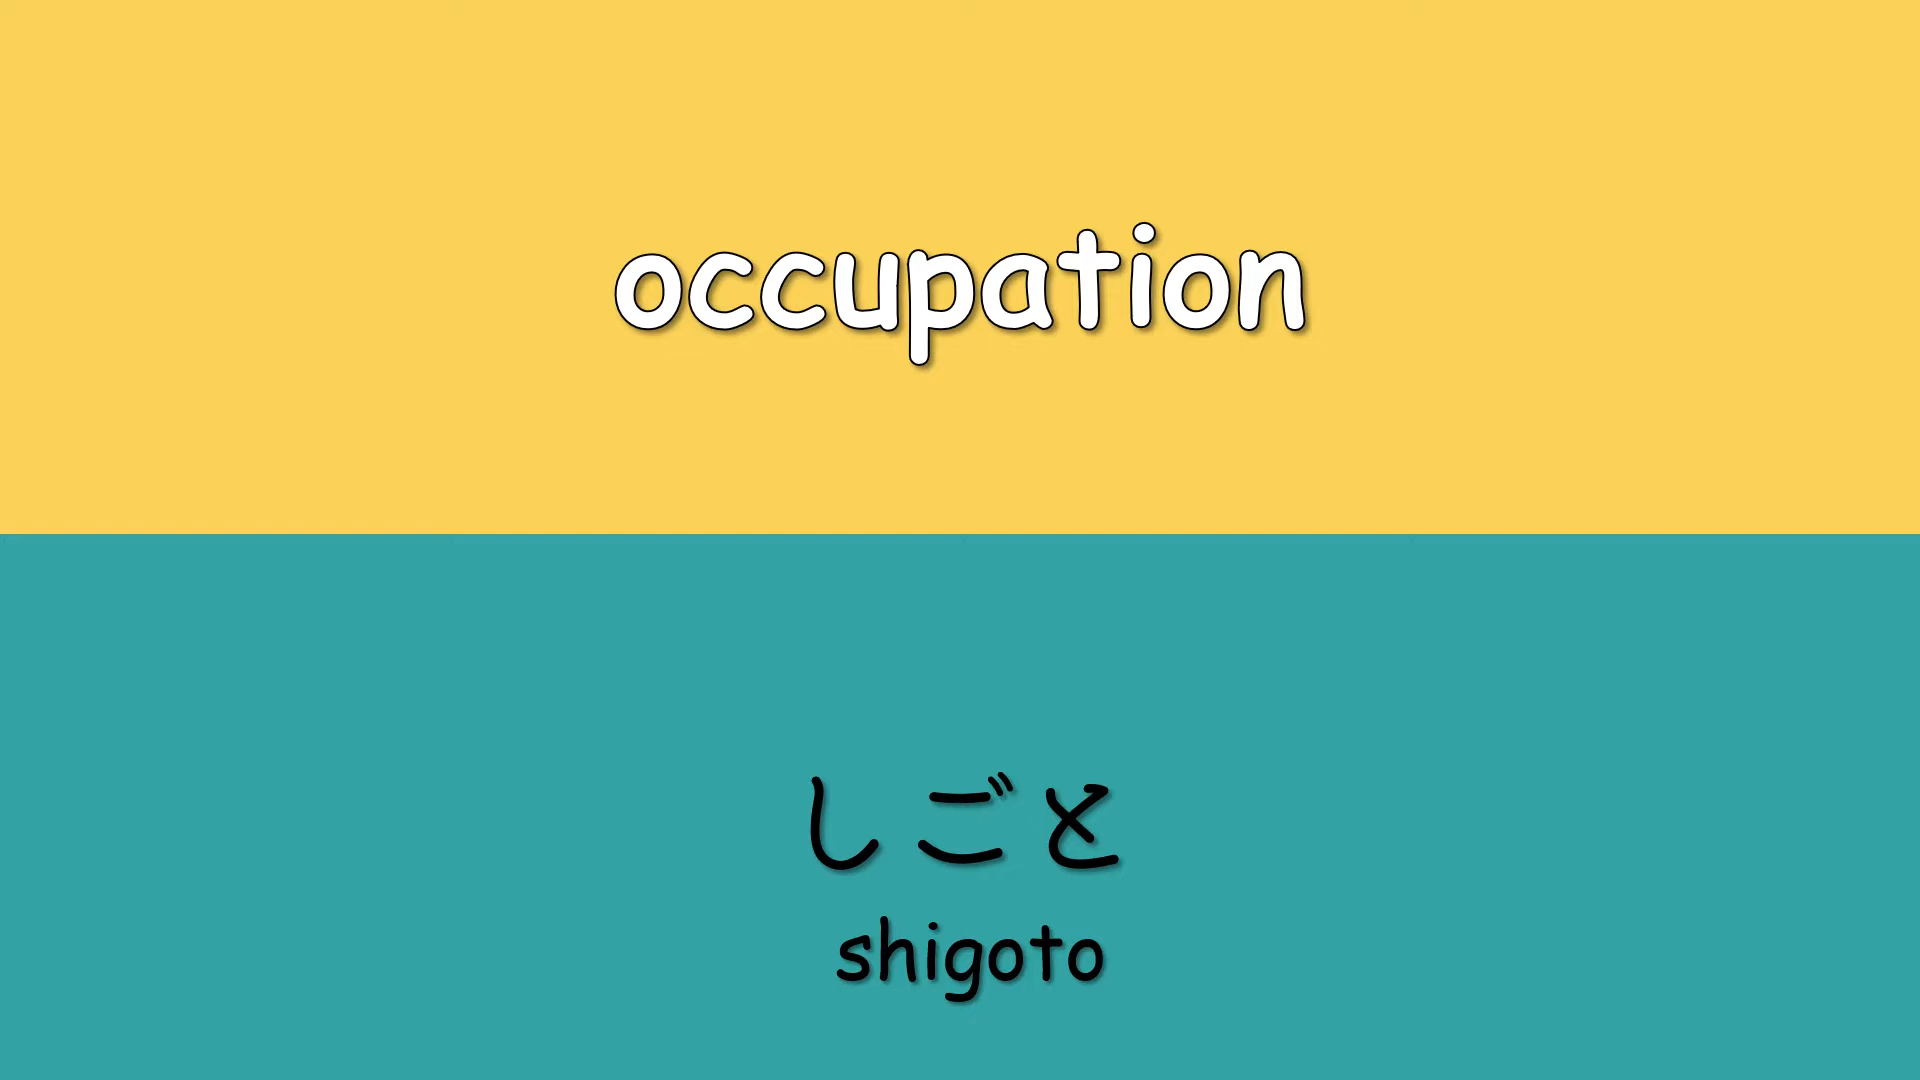 occupation
しごと
shigoto